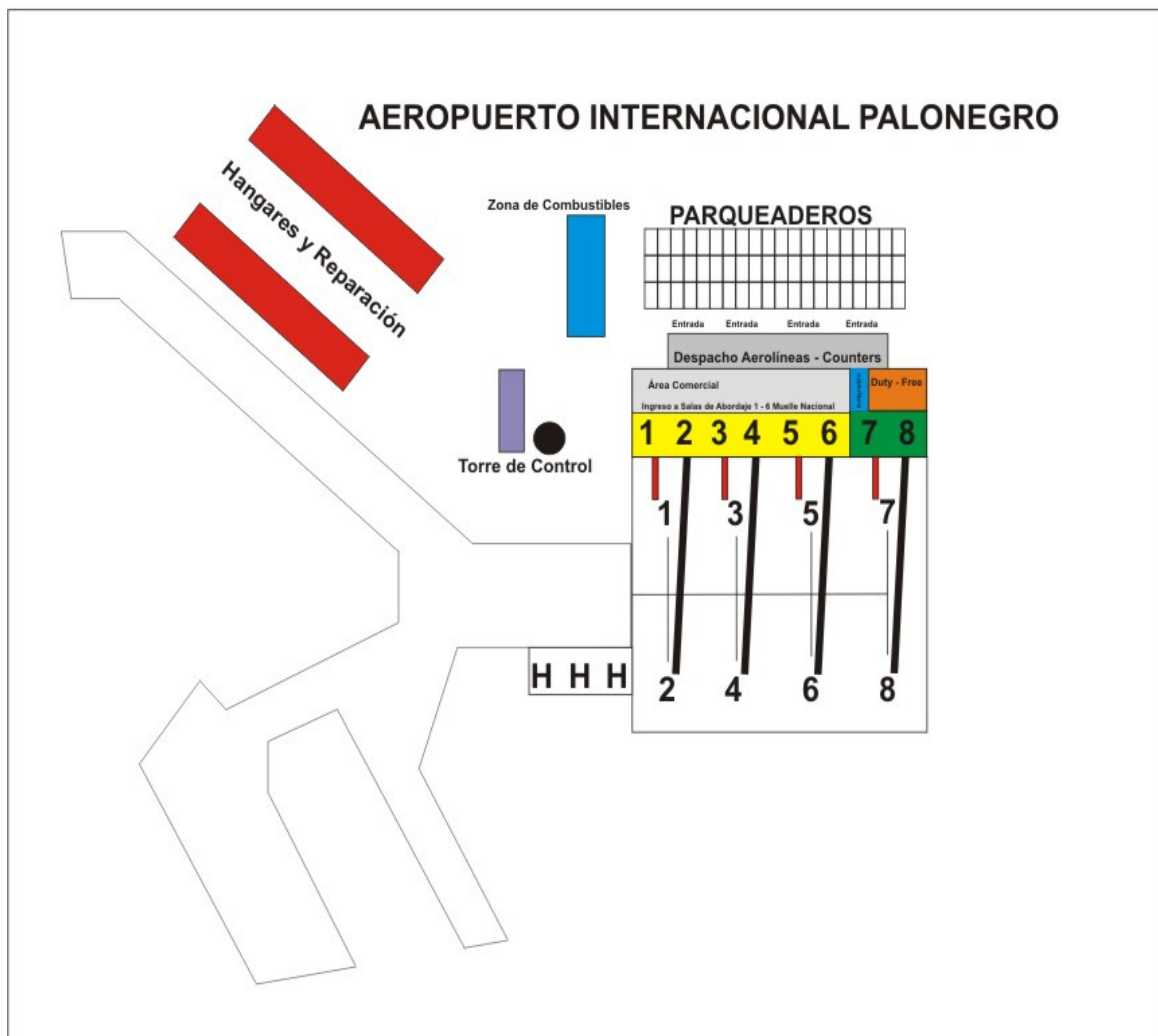 AEROPUERTO INTERNACIONAL PALONEGRO
Hangares y Reparación
Zona de Combustibles
PARQUEADEROS
Entrada Entrada Entrada Entrada
Despacho Aerolíneas - Counters
Área Comercial
Duty - Free
Ingreso a Salas de Abordaje 1 - 6 Muelle Nacional
1 2 3 4 5 6 7 8
Torre de Control
1 3 5 7
H H H
2 4 6 8